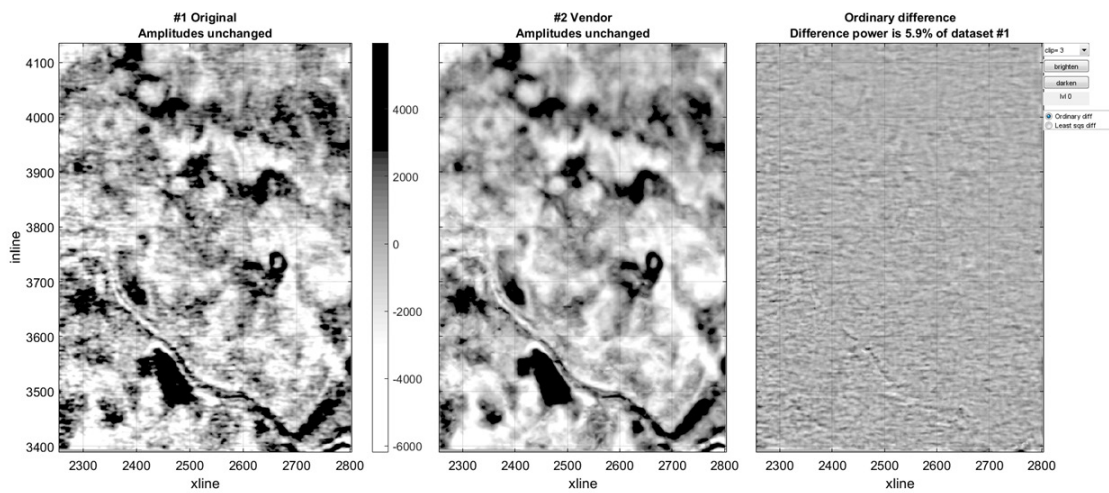 #1 Original
Amplitudes unchanged
#2 Vendor
Amplitudes unchanged
Ordinary difference
Difference power is 5.9% of dataset #1
clip= 3
brighten
darken
lvl 0
Ordinary diff
Least sqs diff
4100
4000
3900
3800
3700
3600
3500
3400
inline
2300 2400 2500 2600 2700 2800
xline
4000
2000
0
-2000
-4000
-6000
2300 2400 2500 2600 2700 2800
xline
2300 2400 2500 2600 2700 2800
xline